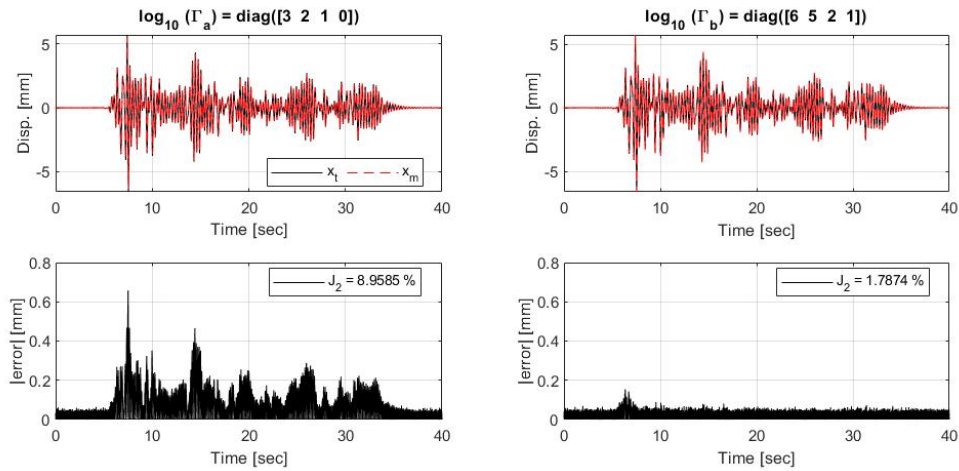 log10 (Γa) = diag([3 2 1 0])
5
0
-5
Disp. [mm]
xt xm
0 10 20 30 40
Time [sec]
log10 (Γb) = diag([6 5 2 1])
5
0
-5
Disp. [mm]
0 10 20 30 40
Time [sec]
0.8
0.6
0.4
0.2
0
|error| [mm]
J2 = 8.9585 %
0 10 20 30 40
Time [sec]
0.8
0.6
0.4
0.2
0
|error| [mm]
J2 = 1.7874 %
0 10 20 30 40
Time [sec]